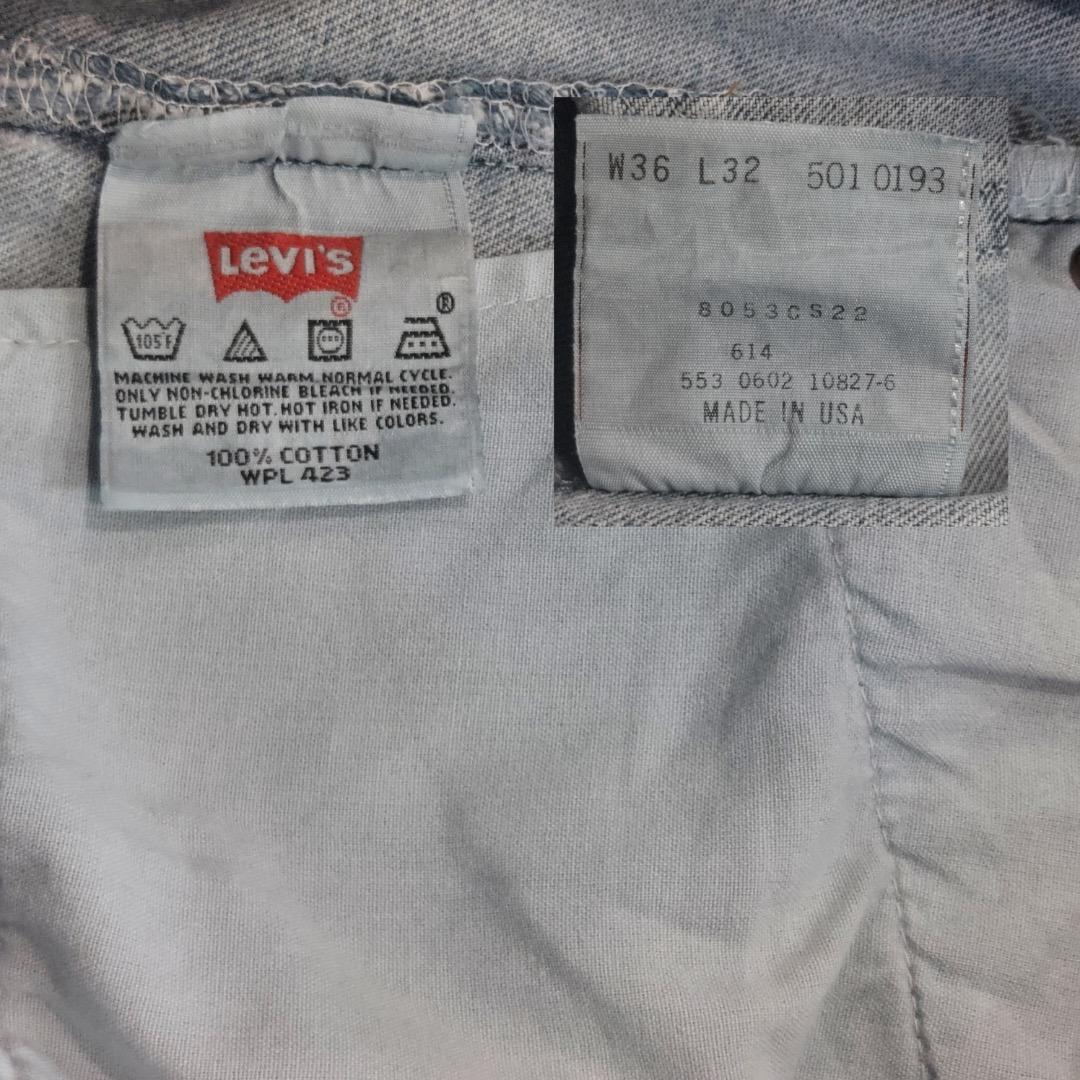 Levi's
®
®
105F
MACHINE WASH WARM.NORMAL CYCLE.
ONLY NON-CHLORINE BLEACH IF NEEDED.
TUMBLE DRY HOT.HOT IRON IF NEEDED.
WASH AND DRY WITH LIKE COLORS.
100% COTTON
WPL 423
W36 L32 501 0193
8053CS22
614
553 0602 10827-6
MADE IN USA